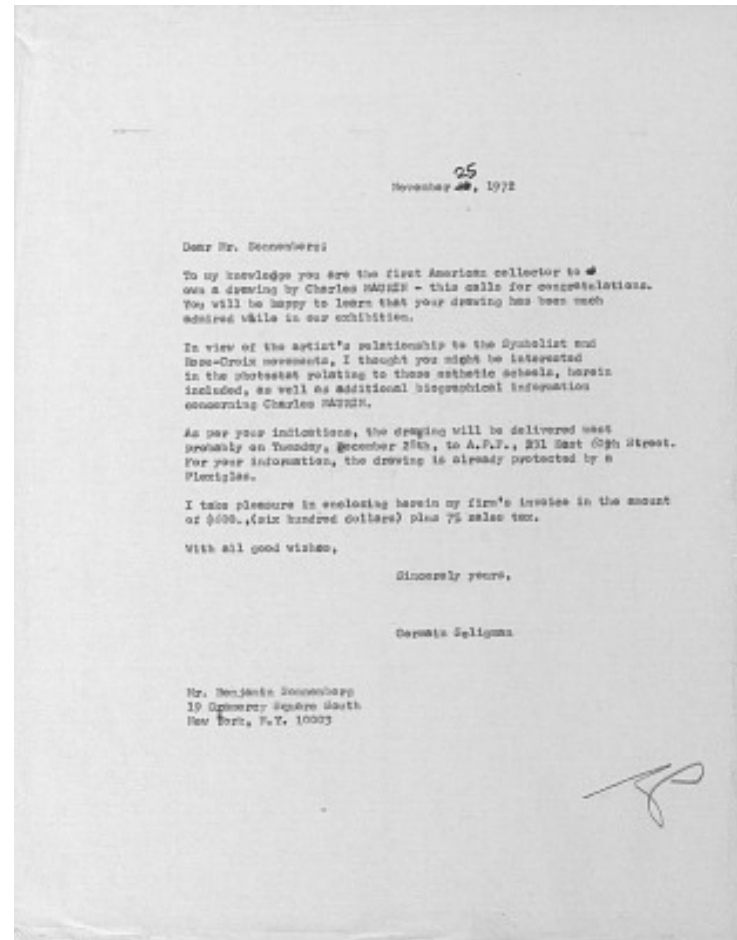 25
November , 1972
Dear Mr. Sonnenberg:
To my knowledge you are the first American collector to
own a drawing by Charles MAURIN - this calls for congratulations.
You will be happy to learn that your drawing has been much
admired while in our exhibition.
In view of the artist's relationship to the Symbolist and
Rose-Croix movements, I thought you might be interested
in the photostat relating to these esthetic schools, herein
included, as well as additional biographical information
concerning Charles MAURIN.
As per your indications, the drawing will be delivered most
probably on Tuesday, December , to A.P.F., 231 East 60th Street.
For your information, the drawing is already protected by a
Plexiglas.
I take pleasure in enclosing herein my firm's invoice in the amount
of $600.,(six hundred dollars) plus 7% sales tax.
With all good wishes,
Sincerely yours,
Germain Seligman
Mr. Benjamin Sonnenberg
19 Gramercy Square South
New York, N.Y. 10003